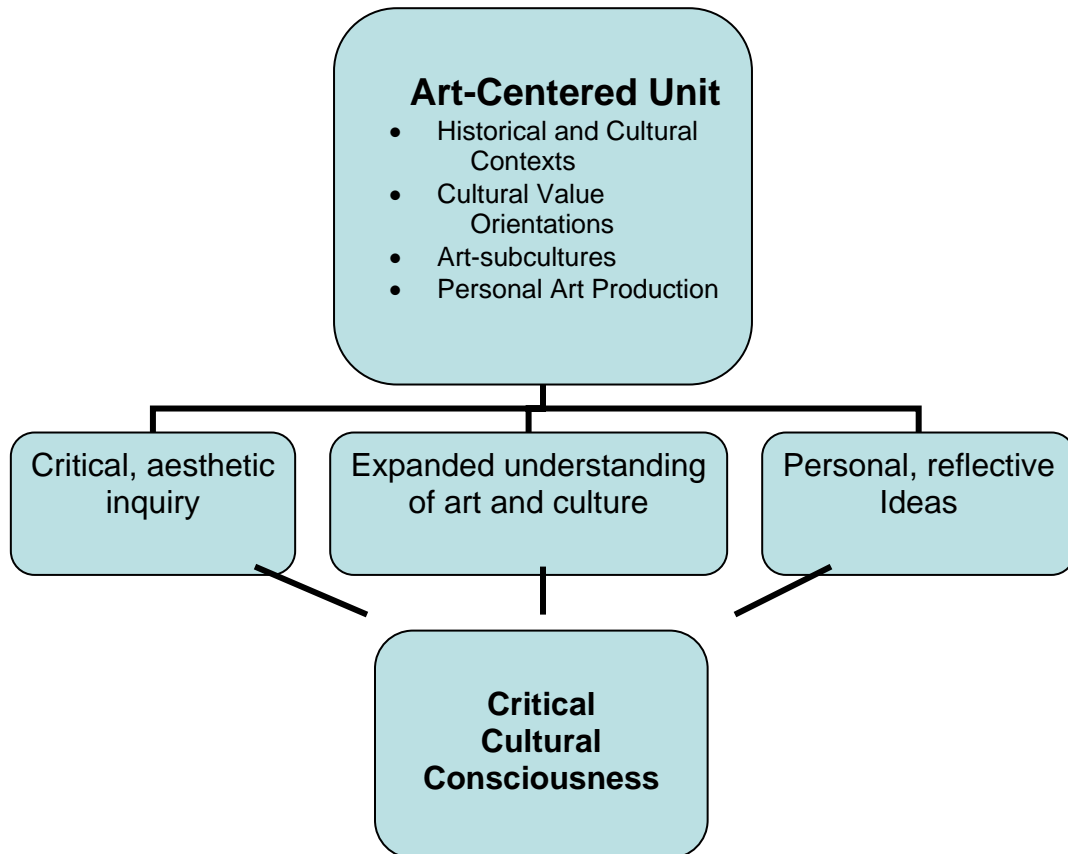 Art-Centered Unit
• Historical and Cultural
Contexts
• Cultural Value
Orientations
• Art-subcultures
• Personal Art Production
Critical, aesthetic
inquiry
Expanded understanding
of art and culture
Personal, reflective
Ideas
Critical
Cultural
Consciousness